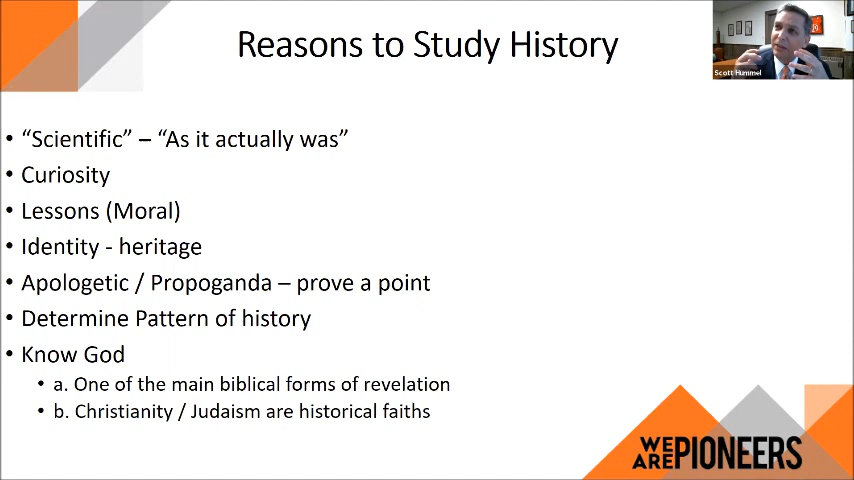 Reasons to Study History
Scott Hummel
• “Scientific” – “As it actually was”
• Curiosity
• Lessons (Moral)
• Identity - heritage
• Apologetic / Propoganda – prove a point
• Determine Pattern of history
• Know God
• a. One of the main biblical forms of revelation
• b. Christianity / Judaism are historical faiths
WE ARE PIONEERS